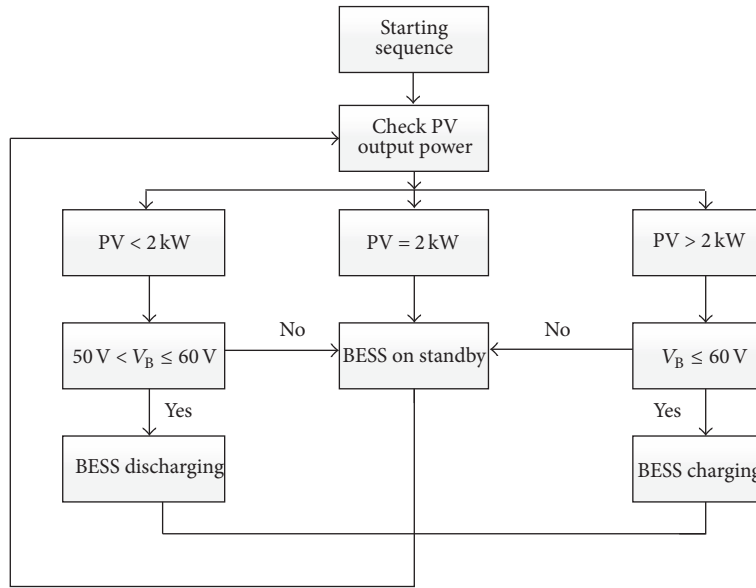 Starting
sequence
Check PV
output power
PV < 2 kW
PV = 2 kW
PV > 2 kW
No
No
50 V < V_B ≤ 60 V
BESS on standby
V_B ≤ 60 V
Yes
Yes
BESS discharging
BESS charging